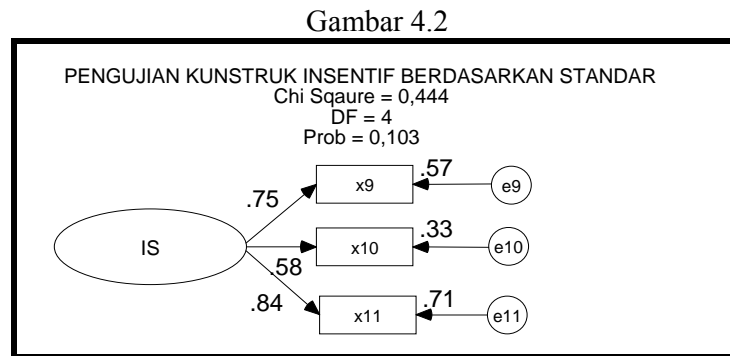 Gambar 4.2
PENGUJIAN KUNSTRUK INSENTIF BERDASARKAN STANDAR
Chi Sqaure = 0,444
DF = 4
Prob = 0,103
.75
x9
.57
e9
IS
x10
.33
e10
.58
.84
x11
.71
e11